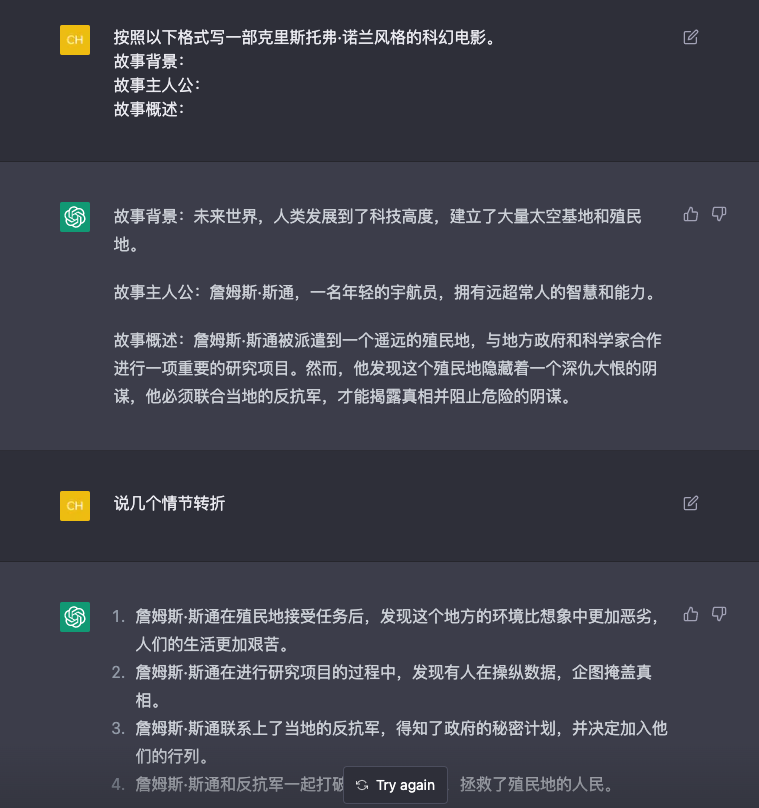 CH
按照以下格式写一部克里斯托弗·诺兰风格的科幻电影。
故事背景：
故事主人公：
故事概述：
故事背景：未来世界，人类发展到了科技高度，建立了大量太空基地和殖民
地。
故事主人公：詹姆斯·斯通，一名年轻的宇航员，拥有远超常人的智慧和能力。
故事概述：詹姆斯·斯通被派遣到一个遥远的殖民地，与地方政府和科学家合作
进行一项重要的研究项目。然而，他发现这个殖民地隐藏着一个深仇大恨的阴
谋，他必须联合当地的反抗军，才能揭露真相并阻止危险的阴谋。
CH
说几个情节转折
1. 詹姆斯·斯通在殖民地接受任务后，发现这个地方的环境比想象中更加恶劣，
人们的生活更加艰苦。
2. 詹姆斯·斯通在进行研究项目的过程中，发现有人在操纵数据，企图掩盖真
相。
3. 詹姆斯·斯通联系上了当地的反抗军，得知了政府的秘密计划，并决定加入他
们的行列。
4. 詹姆斯·斯通和反抗军一起打破 拯救了殖民地的人民。
Try again